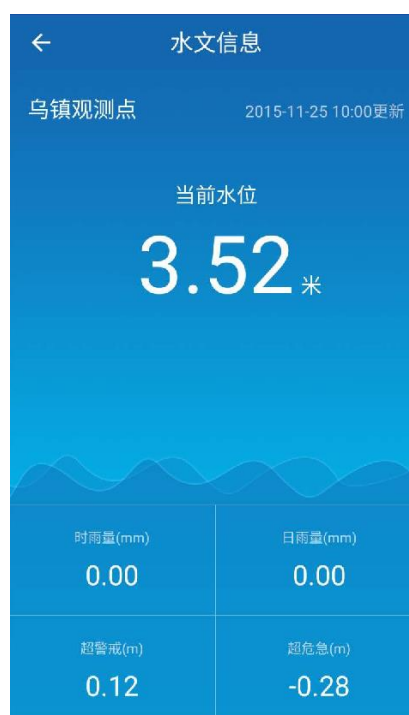 水文信息
乌镇观测点 2015-11-25 10:00更新
当前水位
3.52 米
时雨量(mm) 日雨量(mm)
0.00 0.00
超警戒(m) 超危急(m)
0.12 -0.28